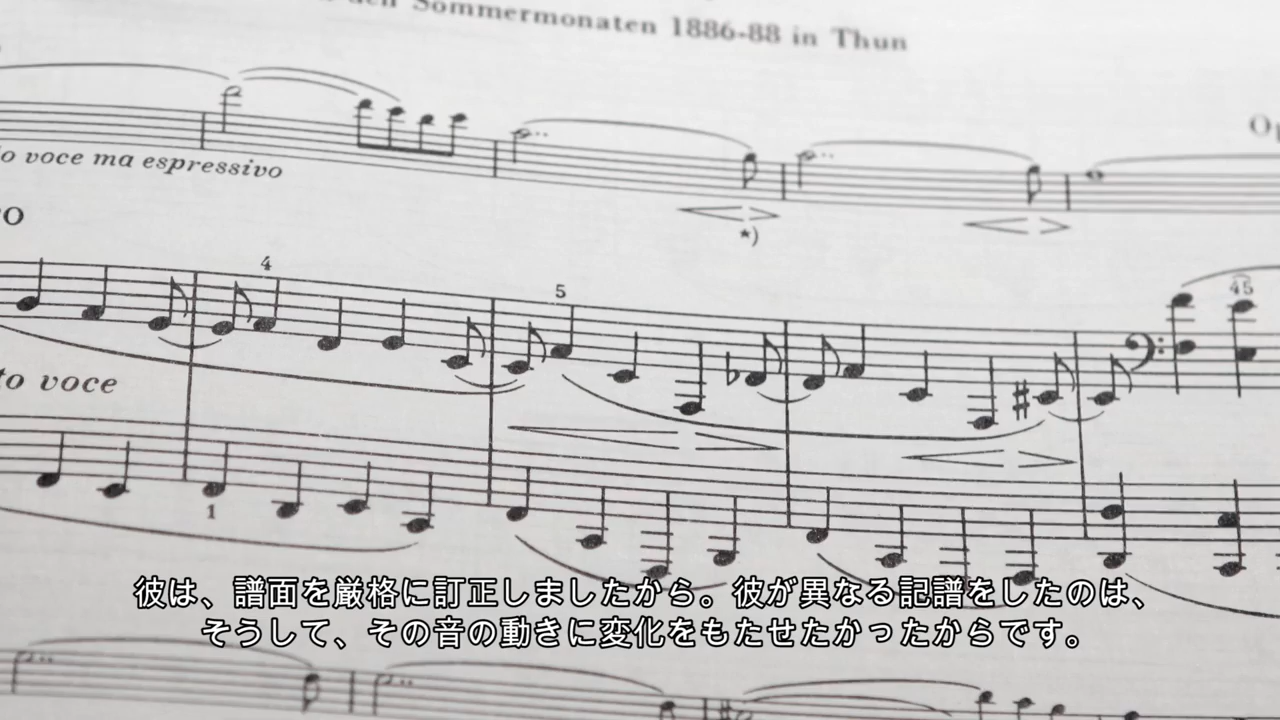 den Sommermonaten 1886-88 in Thun
voce ma espressivo
*)
4
5
45
voce
1
彼は、譜面を厳格に訂正しましたから。彼が異なる記譜をしたのは、
そうして、その音の動きに変化をもたせたかったからです。